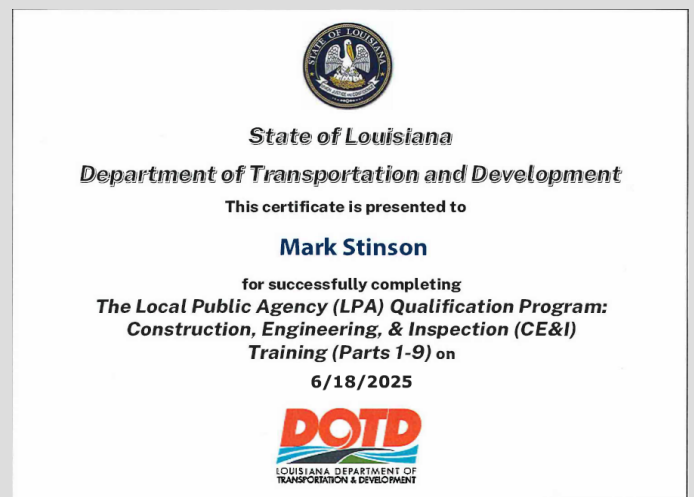 STATE OF LOUISIANA
State of Louisiana
Department of Transportation and Development
This certificate is presented to
Mark Stinson
for successfully completing
The Local Public Agency (LPA) Qualification Program:
Construction, Engineering, & Inspection (CE&I)
Training (Parts 1-9) on
6/18/2025
DOTD
LOUISIANA DEPARTMENT OF
TRANSPORTATION & DEVELOPMENT